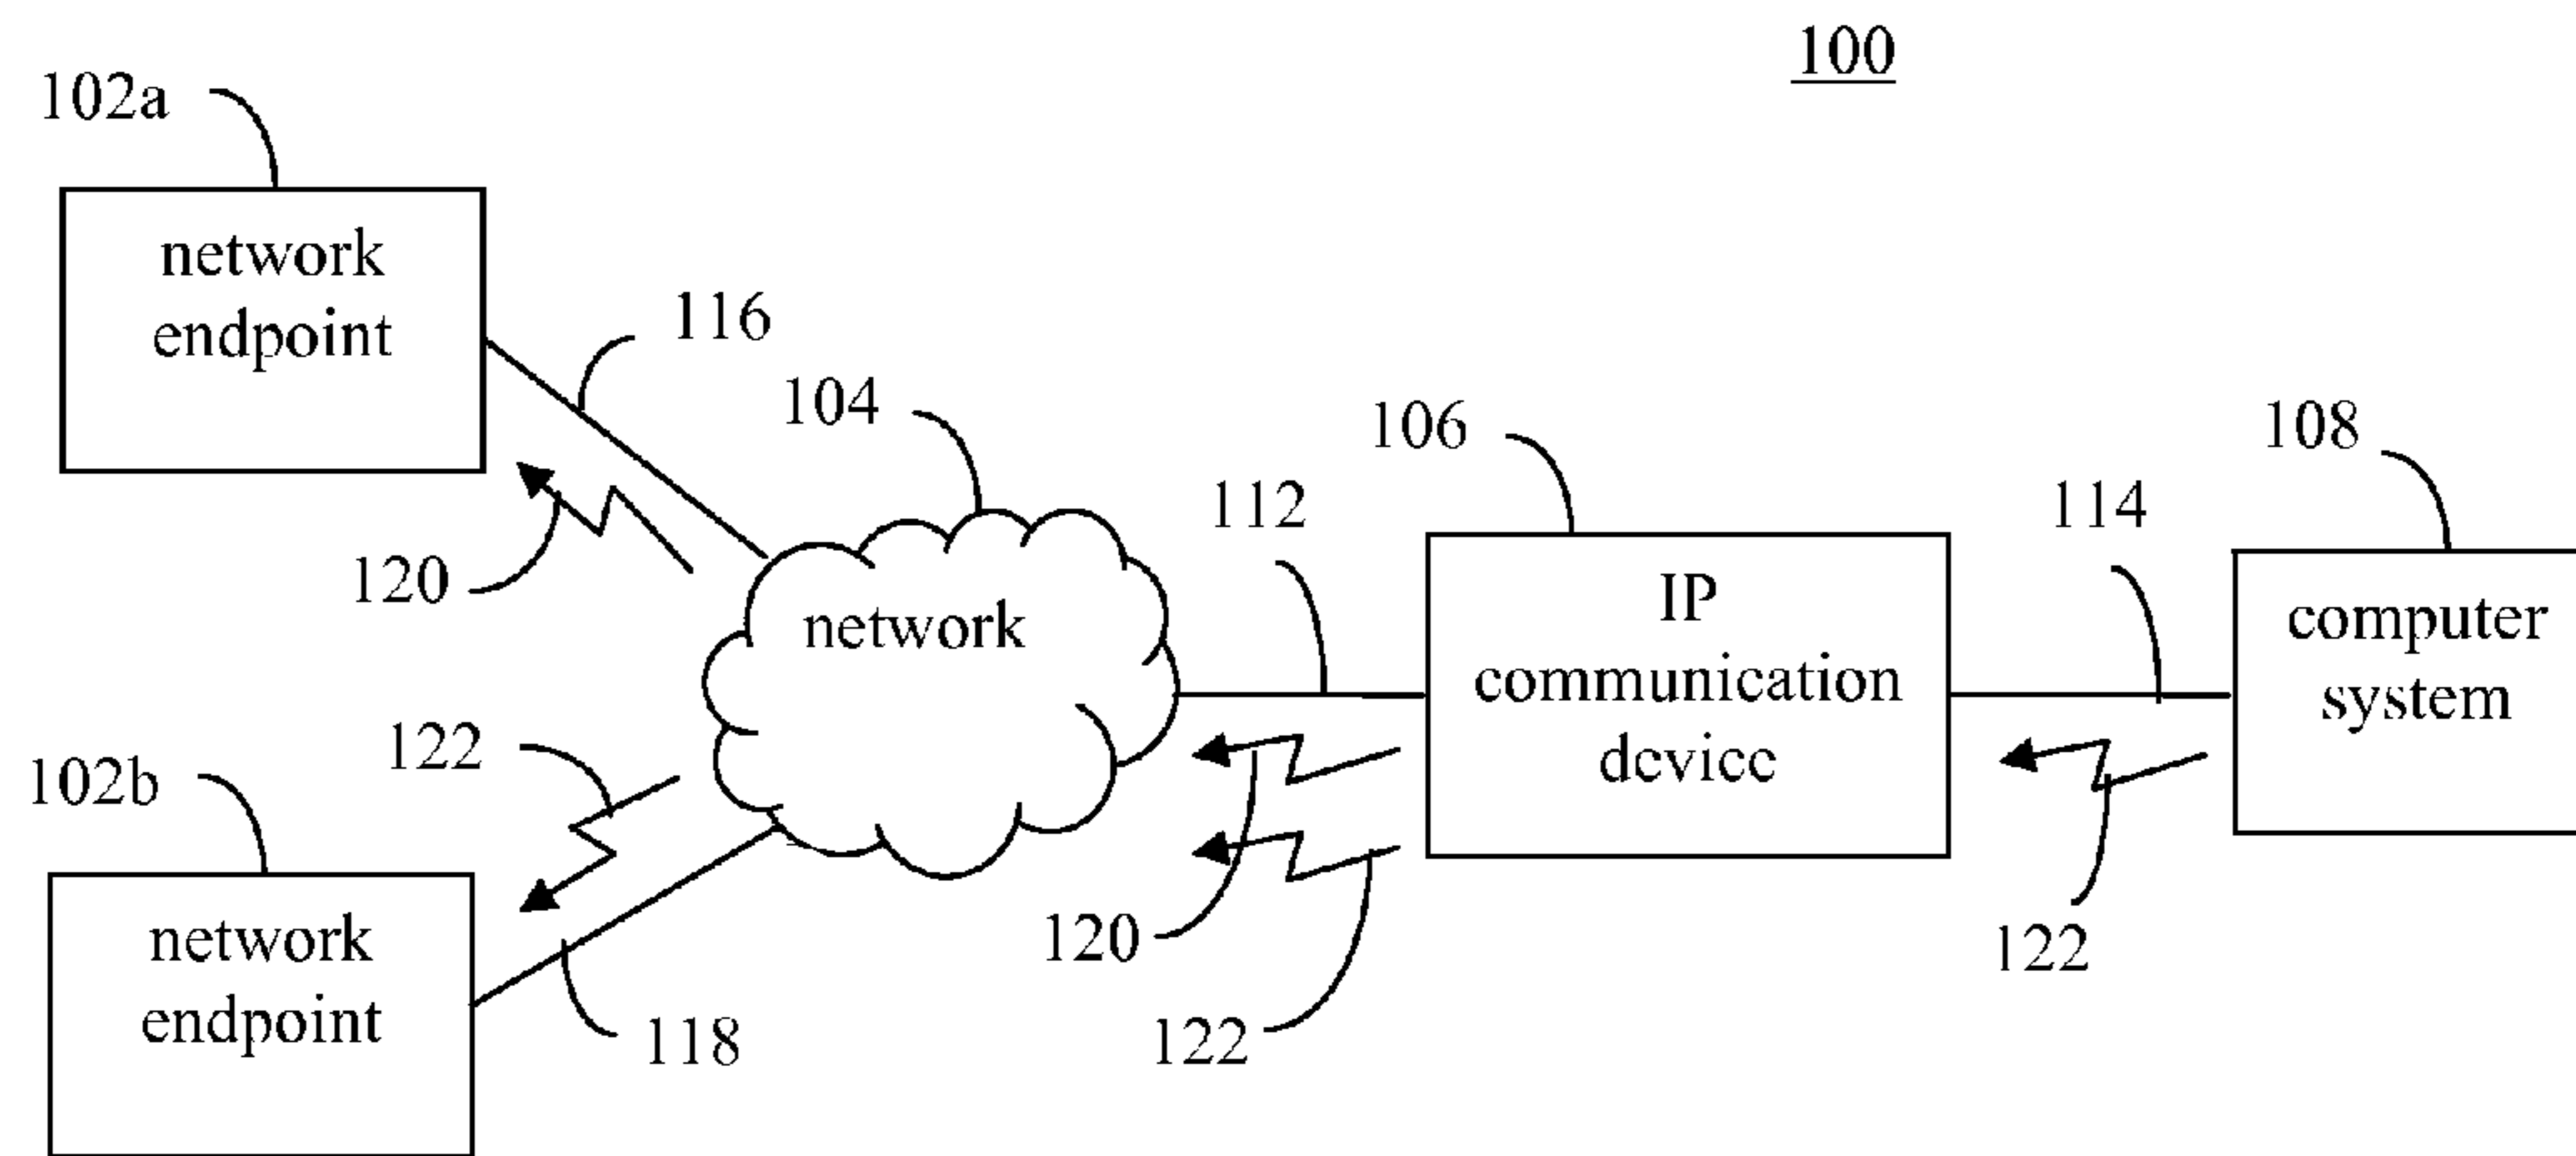 100
102a
network
endpoint
116
104
106
108
112
114
120
network
IP
communication
device
computer
system
122
102b
network
endpoint
118
120
122
122